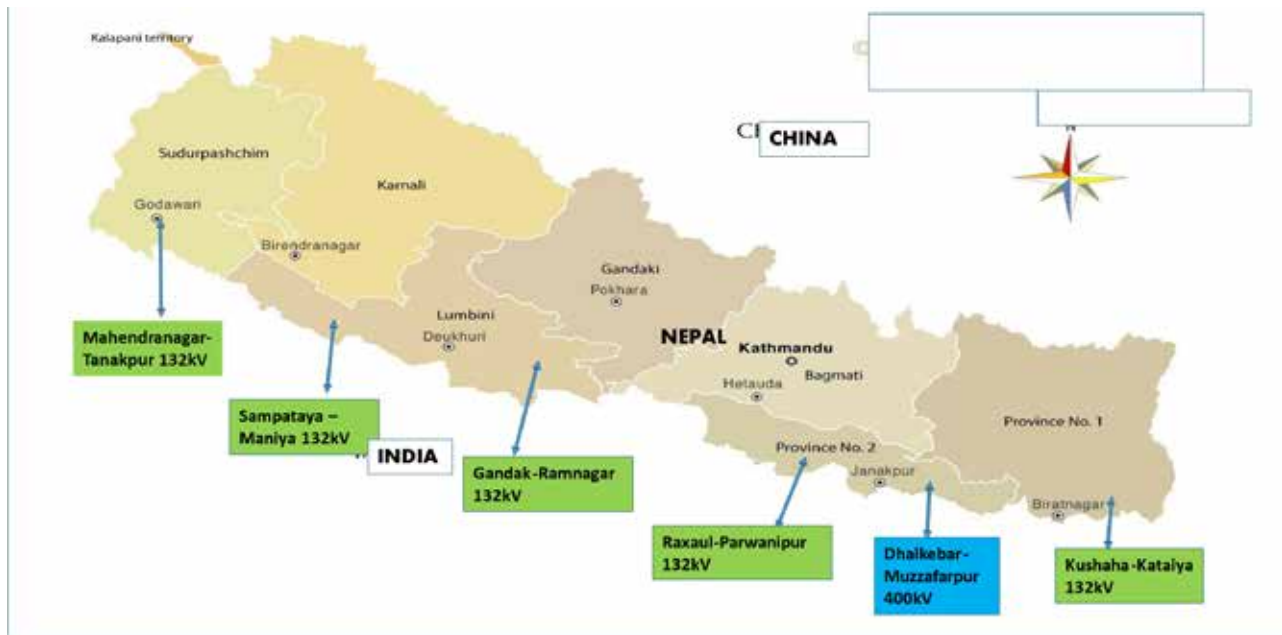 Kalapani territory
CHINA
Sudurpashchim
Karnali
Godawari
Birendranagar
Gandaki
Pokhara
Lumbini
Deukhuri
NEPAL
Kathmandu
Bagmati
Hetauda
Province No. 1
Province No. 2
Janakpur
Biratnagar
Mahendranagar-
Tanakpur 132kV
Sampataya –
Maniya 132kV
INDIA
Gandak-Ramnagar
132kV
Raxaul-Parwanipur
132kV
Dhalkebar-
Muzzafarpur
400kV
Kushaha-Kataiya
132kV